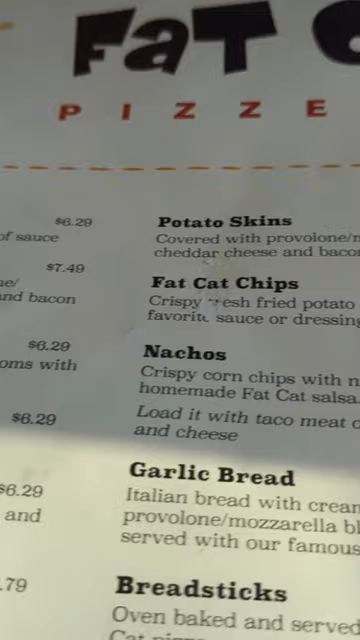 FAT
PIZZE
$6.29
of sauce
$7.49
and bacon
$6.29
oms with
$6.29
$6.29
and
.79
Potato Skins
Covered with provolone/m
cheddar cheese and bacon
Fat Cat Chips
Crispy fresh fried potato
favorite sauce or dressing
Nachos
Crispy corn chips with n
homemade Fat Cat salsa.
Load it with taco meat o
and cheese
Garlic Bread
Italian bread with crean
provolone/mozzarella bl
served with our famous
Breadsticks
Oven baked and served
Cat